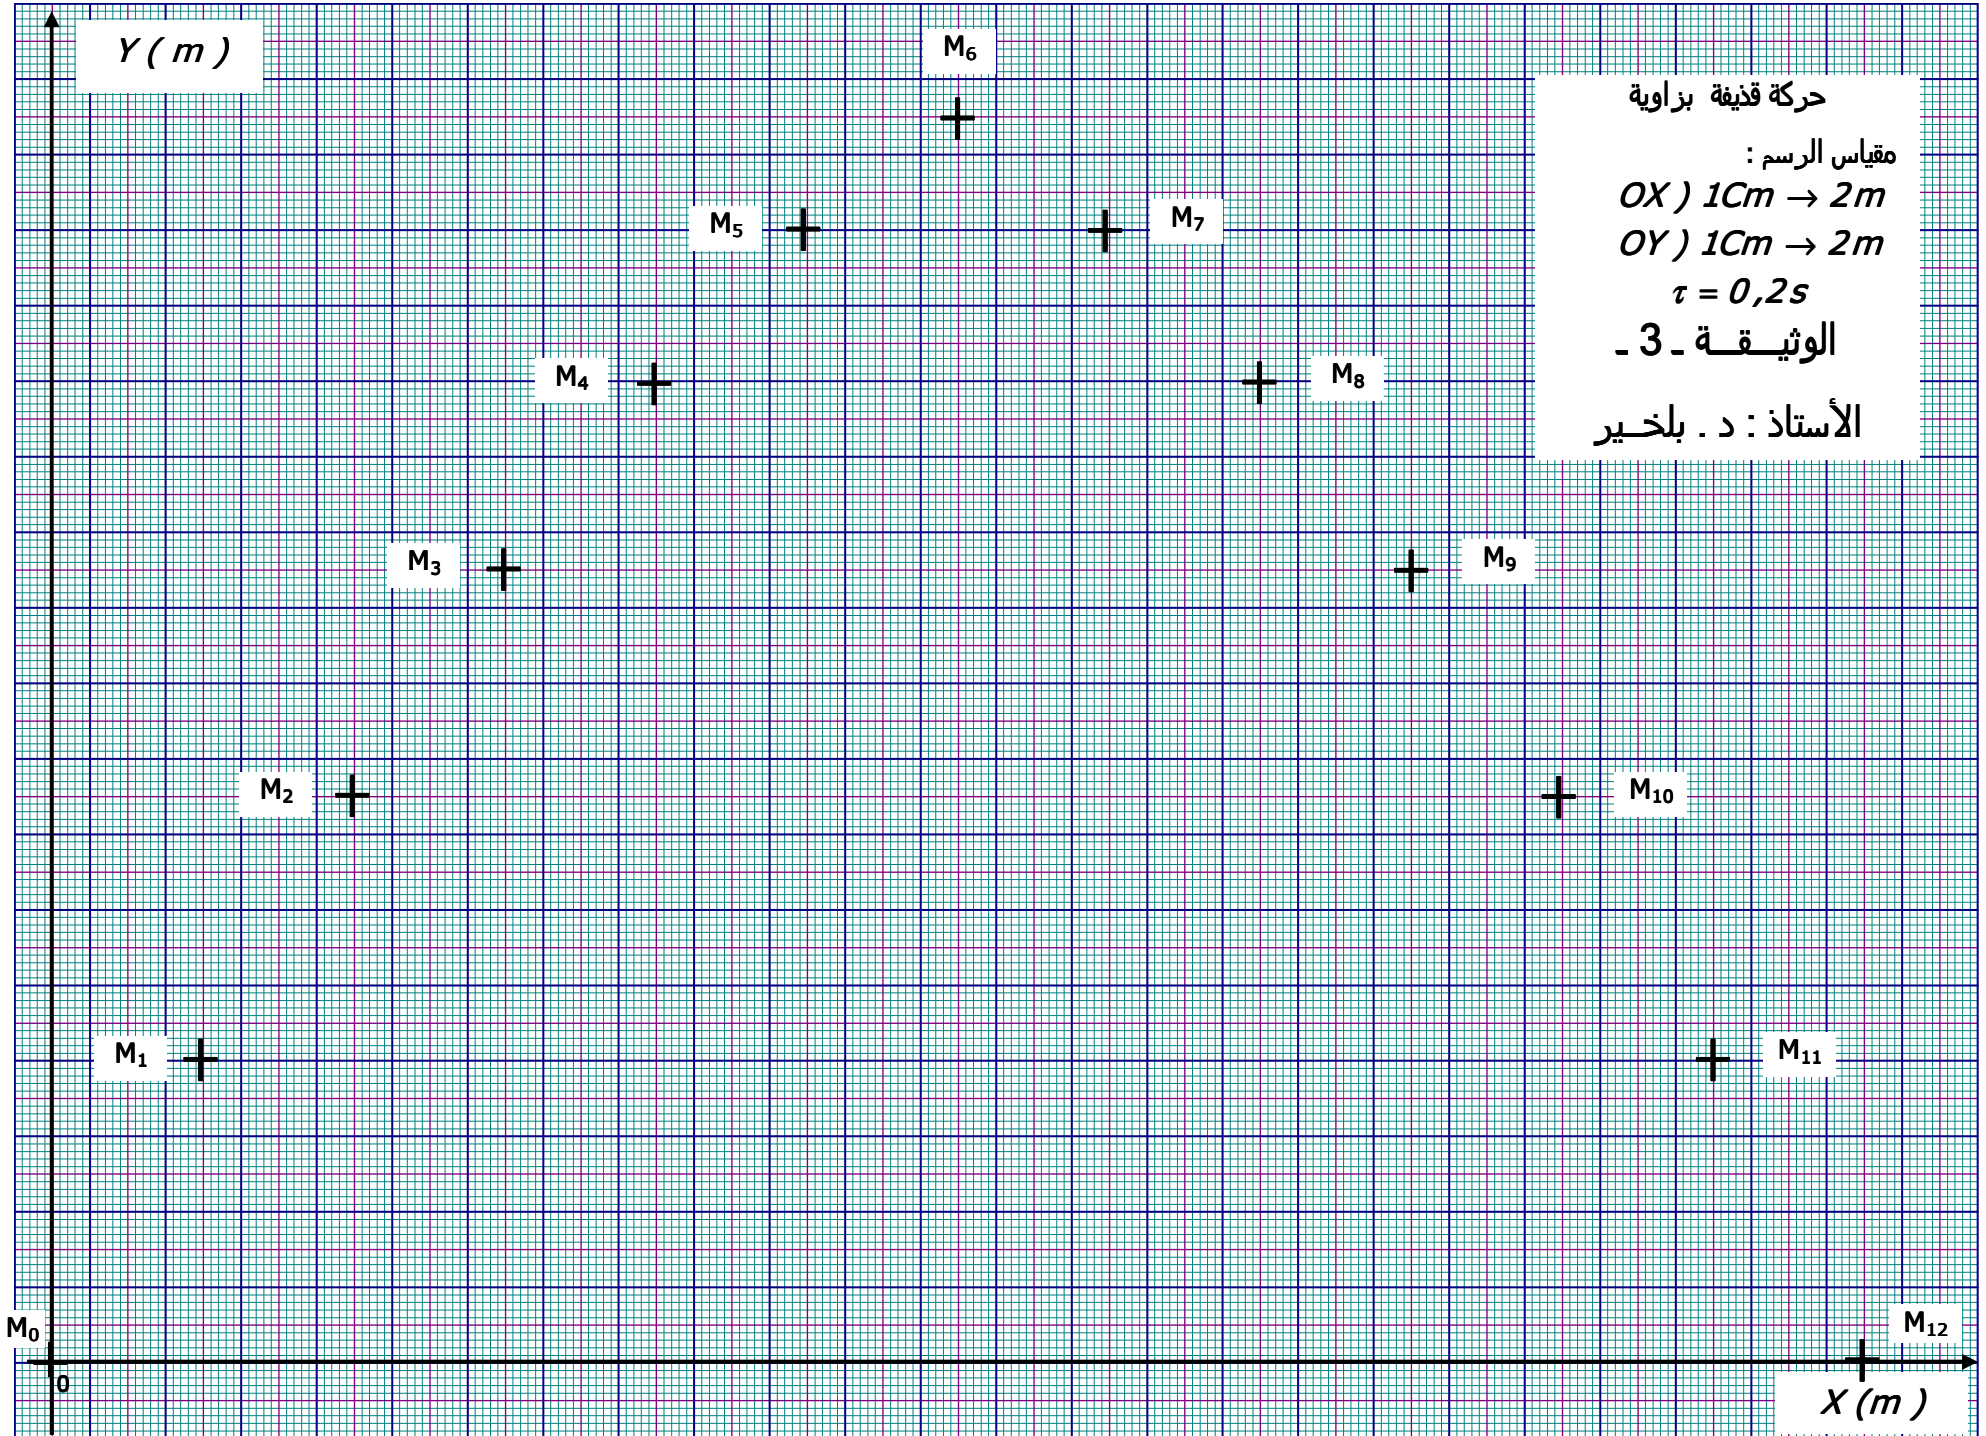 Y ( m )
M6
حركة قذيفة بزاوية
مقياس الرسم :
OX ) 1Cm → 2m
OY ) 1Cm → 2m
τ = 0,2s
الوثيــقــة ـ 3 ـ
الأستاذ : د . بلخــير
M5
M7
M4
M8
M3
M9
M2
M10
M1
M11
M0
M12
0
X (m )